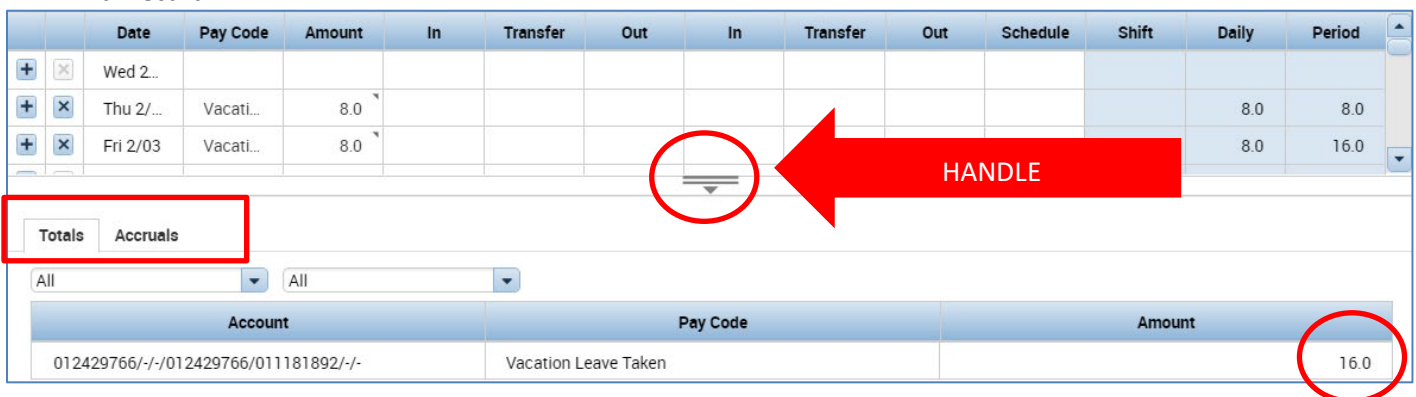 Date Pay Code Amount In Transfer Out In Transfer Out Schedule Shift Daily Period
Wed 2...
Thu 2/... Vacati... 8.0 8.0 8.0
Fri 2/03 Vacati... 8.0 8.0 16.0
HANDLE
Totals Accruals
All All
Account Pay Code Amount
012429766/-/-/012429766/011181892/-/- Vacation Leave Taken 16.0